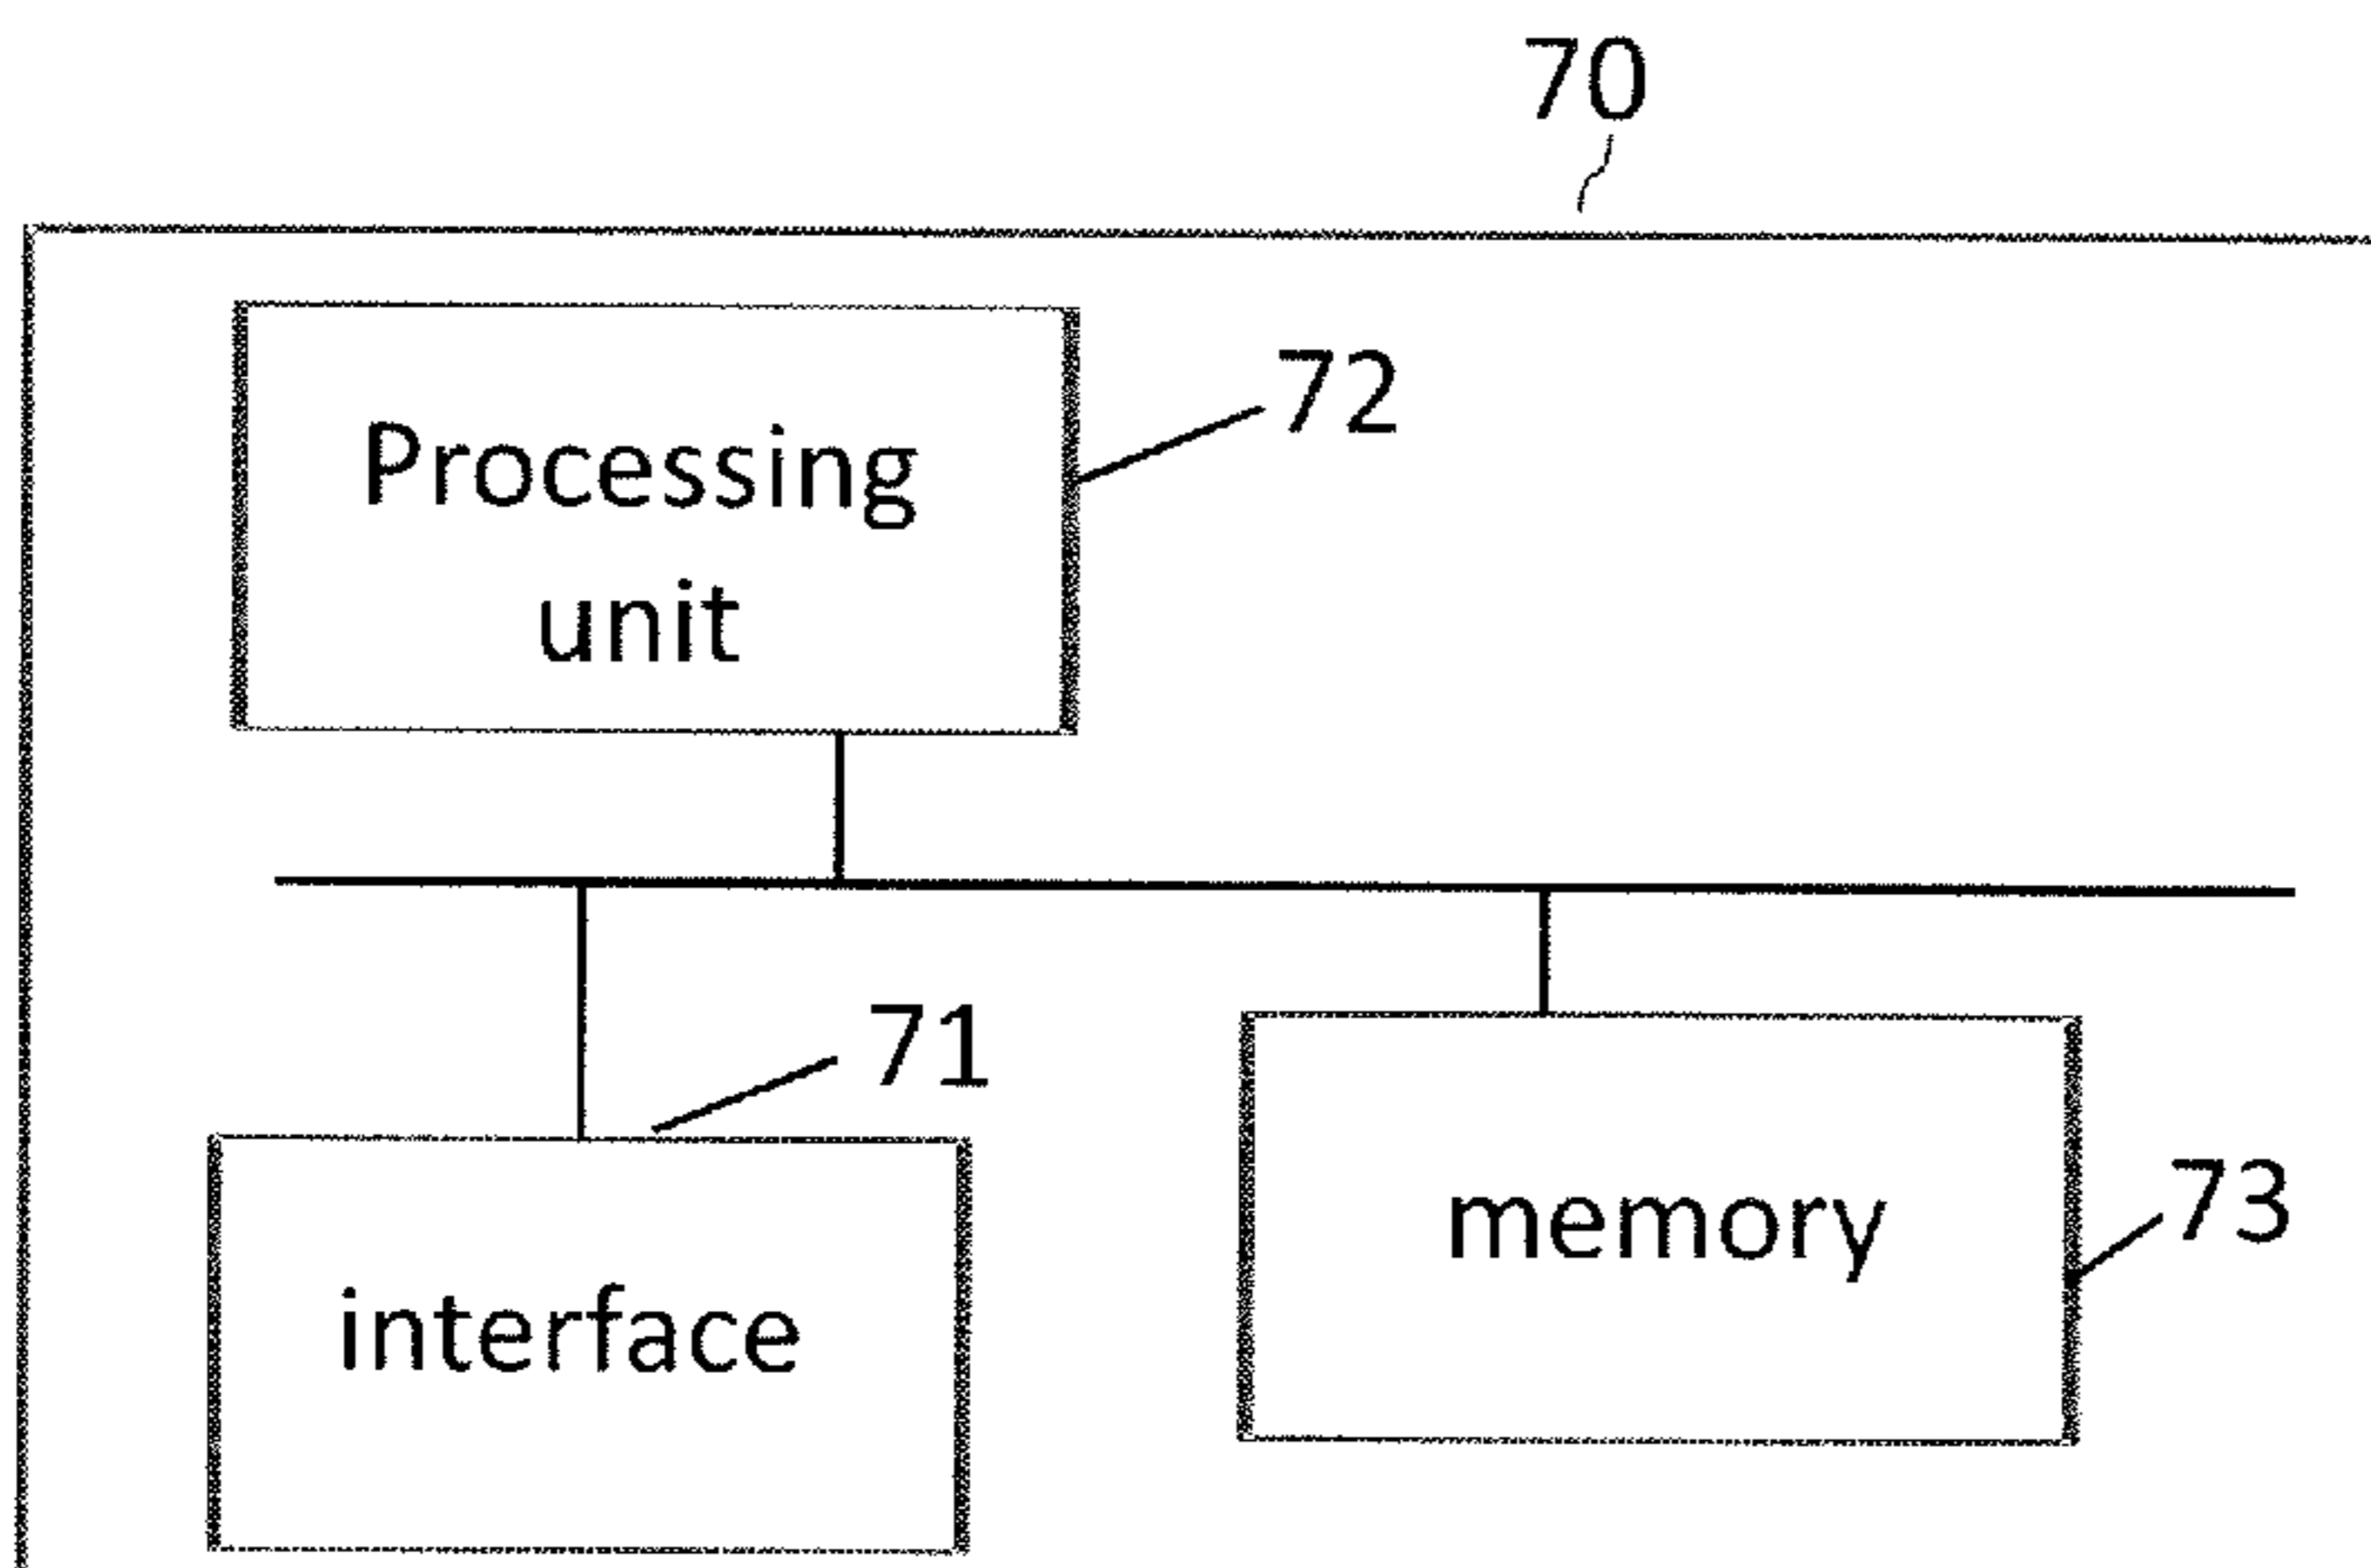 70
Processing
unit
72
71
interface
memory
73